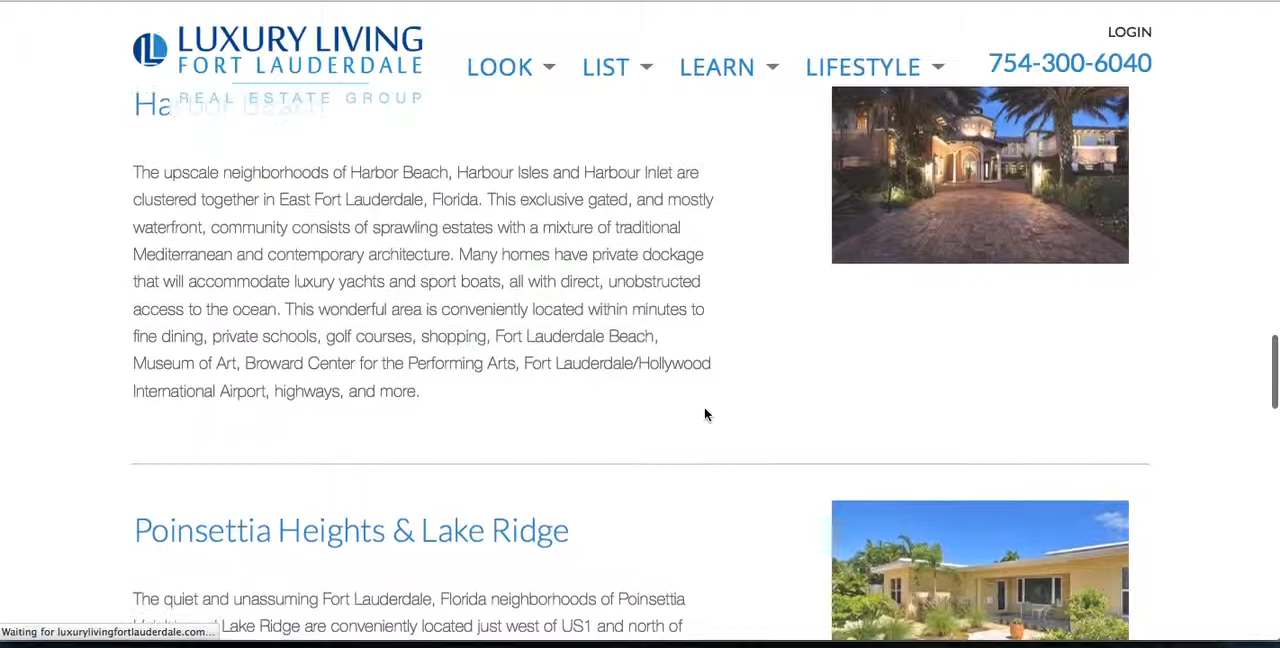 LUXURY LIVING
FORT LAUDERDALE
REAL ESTATE GROUP
LOOK
LIST
LEARN
LIFESTYLE
LOGIN
754-300-6040
Harbor Beach
The upscale neighborhoods of Harbor Beach, Harbour Isles and Harbour Inlet are
clustered together in East Fort Lauderdale, Florida. This exclusive gated, and mostly
waterfront, community consists of sprawling estates with a mixture of traditional
Mediterranean and contemporary architecture. Many homes have private dockage
that will accommodate luxury yachts and sport boats, all with direct, unobstructed
access to the ocean. This wonderful area is conveniently located within minutes to
fine dining, private schools, golf courses, shopping, Fort Lauderdale Beach,
Museum of Art, Broward Center for the Performing Arts, Fort Lauderdale/Hollywood
International Airport, highways, and more.
Poinsettia Heights & Lake Ridge
The quiet and unassuming Fort Lauderdale, Florida neighborhoods of Poinsettia
Lake Ridge are conveniently located just west of US1 and north of
Waiting for luxurylivingfortlauderdale.com...